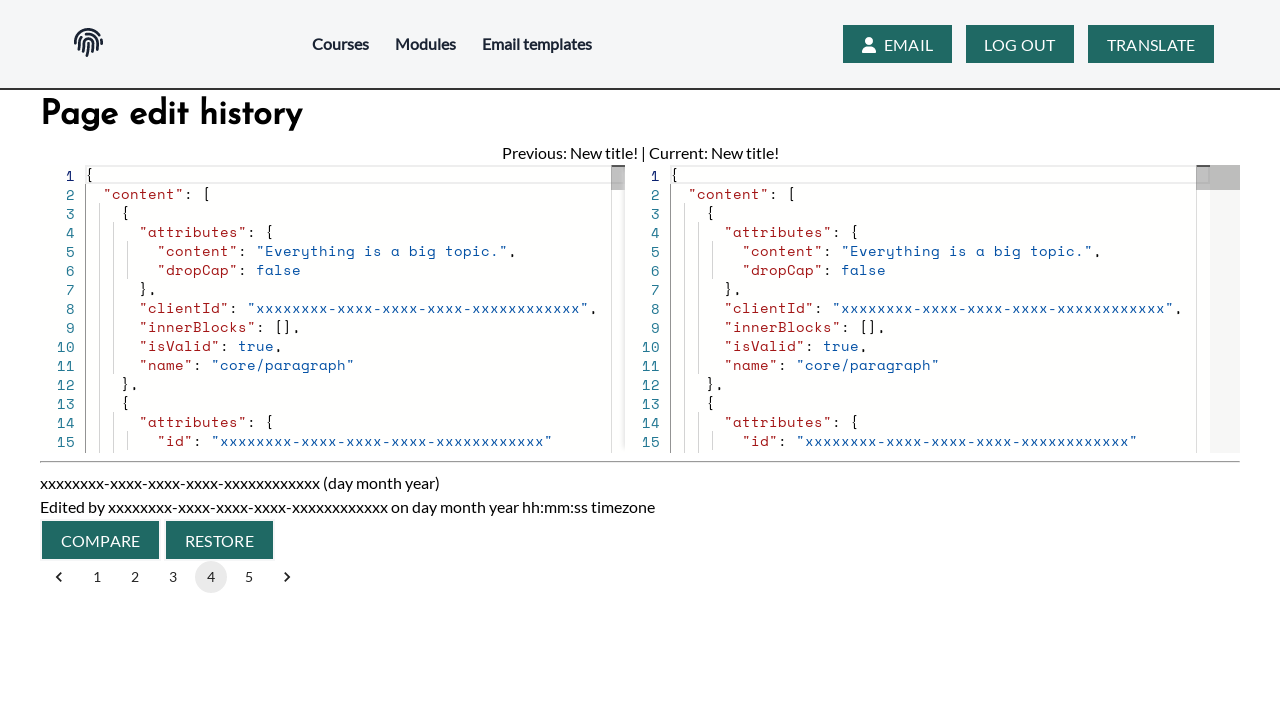 Courses Modules Email templates EMAIL LOG OUT TRANSLATE
Page edit history
Previous: New title! | Current: New title!
1 {
2 "content": [
3 {
4 "attributes": {
5 "content": "Everything is a big topic.",
6 "dropCap": false
7 },
8 "clientId": "xxxxxxxx-xxxx-xxxx-xxxx-xxxxxxxxxxxx",
9 "innerBlocks": [],
10 "isValid": true,
11 "name": "core/paragraph"
12 },
13 {
14 "attributes": {
15 "id": "xxxxxxxx-xxxx-xxxx-xxxx-xxxxxxxxxxxx"
1 {
2 "content": [
3 {
4 "attributes": {
5 "content": "Everything is a big topic.",
6 "dropCap": false
7 },
8 "clientId": "xxxxxxxx-xxxx-xxxx-xxxx-xxxxxxxxxxxx",
9 "innerBlocks": [],
10 "isValid": true,
11 "name": "core/paragraph"
12 },
13 {
14 "attributes": {
15 "id": "xxxxxxxx-xxxx-xxxx-xxxx-xxxxxxxxxxxx"
xxxxxxxx-xxxx-xxxx-xxxx-xxxxxxxxxxxx (day month year)
Edited by xxxxxxxx-xxxx-xxxx-xxxx-xxxxxxxxxxxx on day month year hh:mm:ss timezone
COMPARE RESTORE
1 2 3 4 5